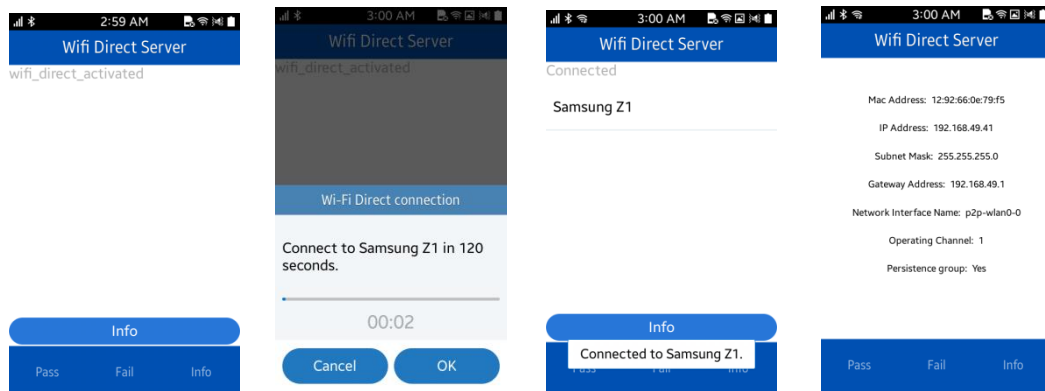 2:59 AM
Wifi Direct Server
wifi_direct_activated
Info
Pass Fail Info
3:00 AM
Wifi Direct Server
wifi_direct_activated
Wi-Fi Direct connection
Connect to Samsung Z1 in 120
seconds.
00:02
Cancel OK
3:00 AM
Wifi Direct Server
Connected
Samsung Z1
Info
Connected to Samsung Z1.
Pass Fail Info
3:00 AM
Wifi Direct Server
Mac Address: 12:92:66:0e:79:f5
IP Address: 192.168.49.41
Subnet Mask: 255.255.255.0
Gateway Address: 192.168.49.1
Network Interface Name: p2p-wlan0-0
Operating Channel: 1
Persistence group: Yes
Pass Fail Info